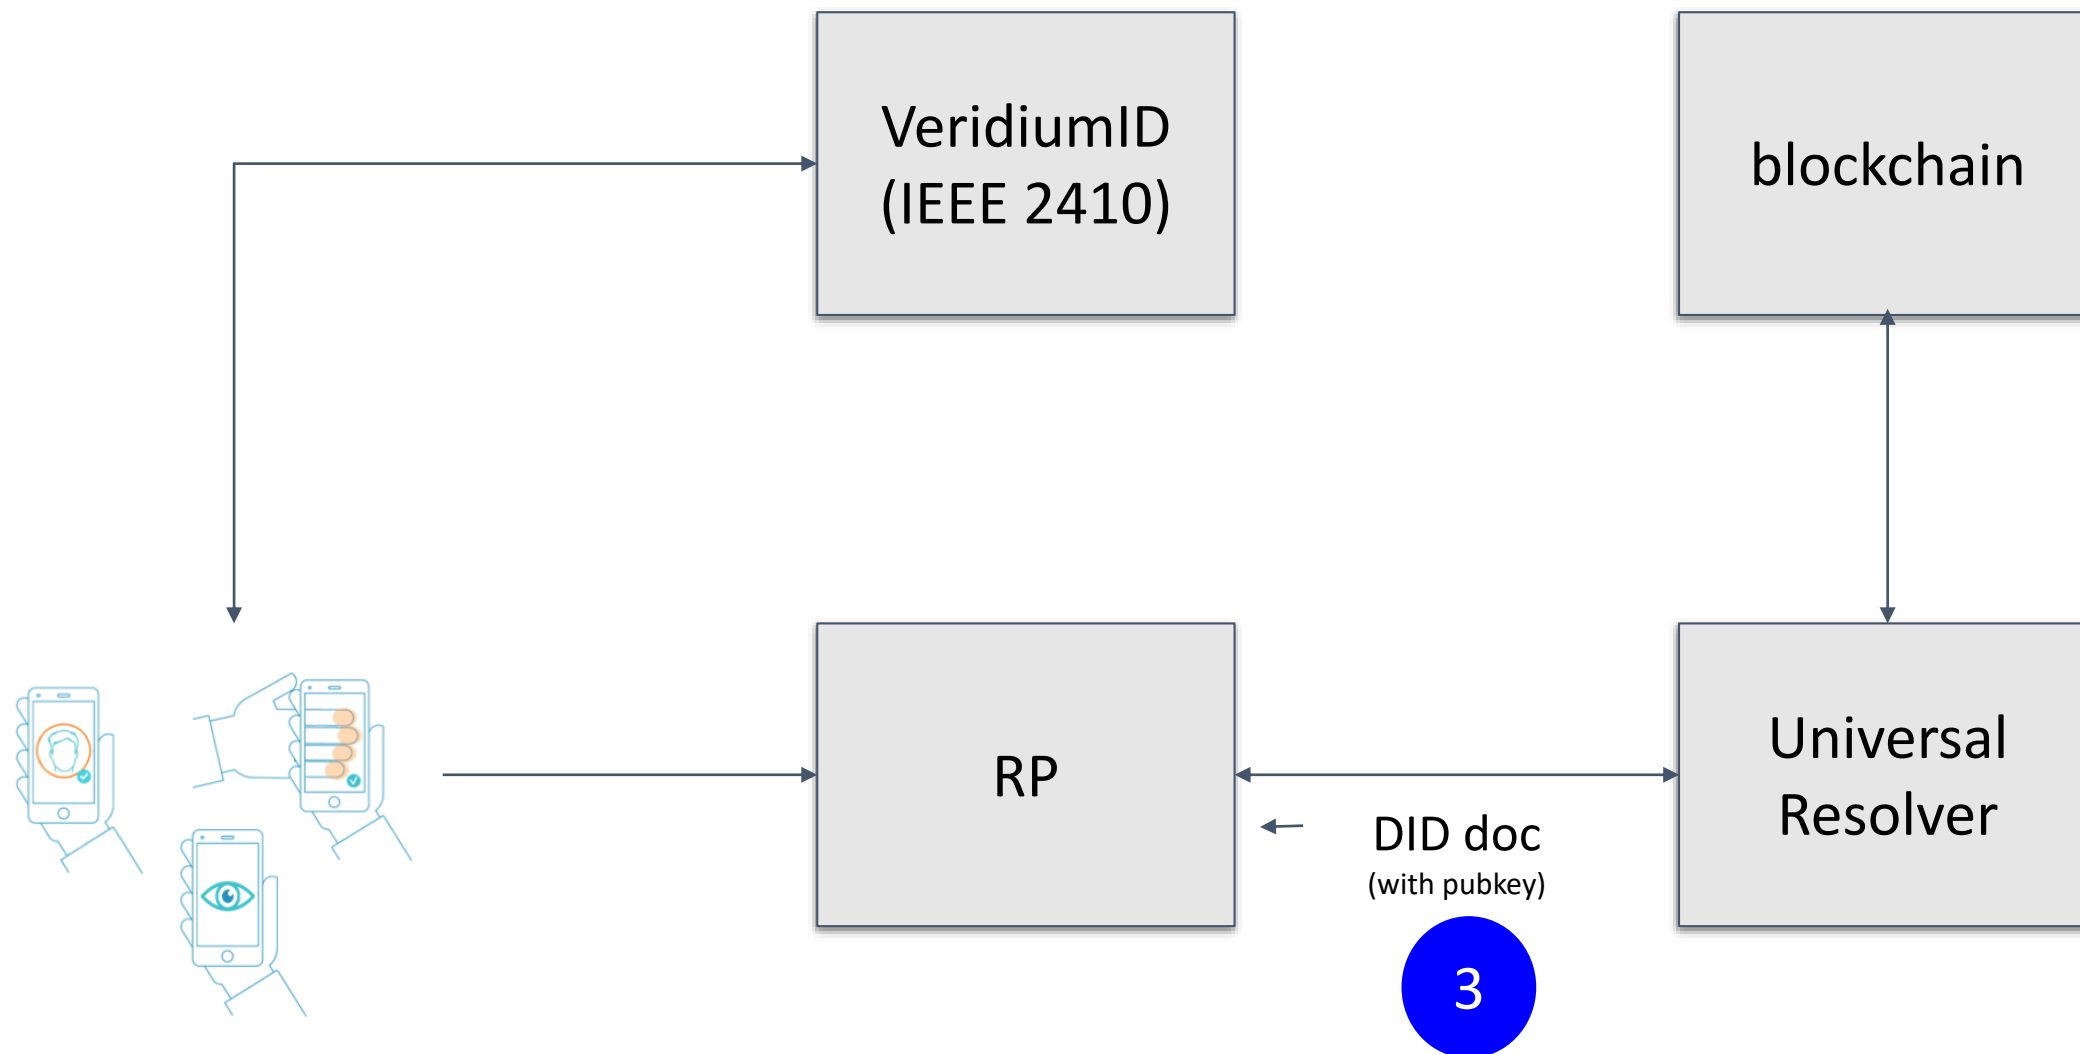 VeridiumID
(IEEE 2410)
blockchain
RP
Universal
Resolver
DID doc
(with pubkey)
3